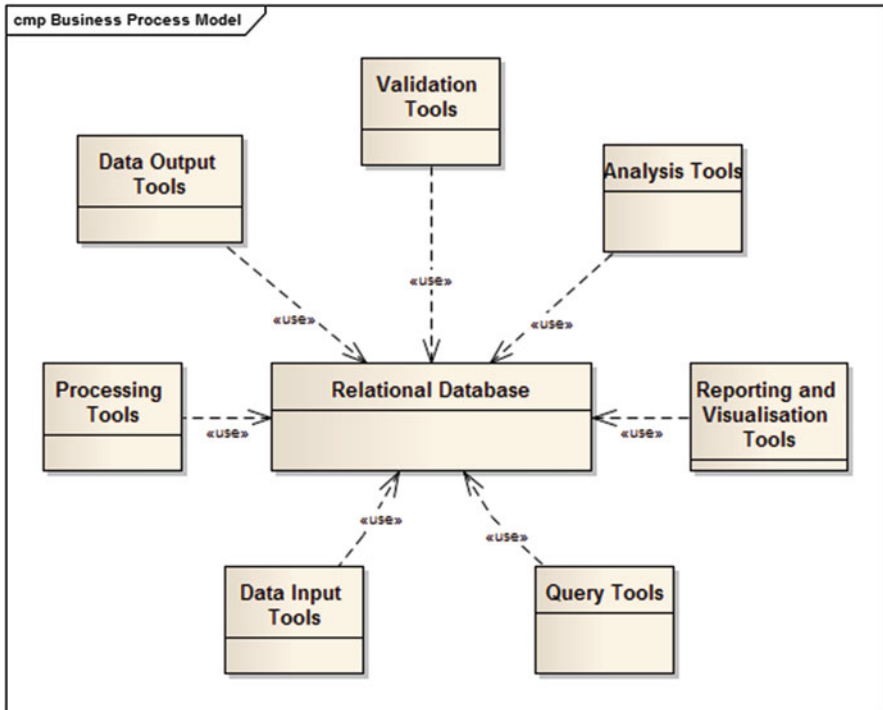 cmp Business Process Model
Validation
Tools
Data Output
Tools
Analysis Tools
«use»
«use»
«use»
Processing
Tools
Relational Database
Reporting and
Visualisation
Tools
«use»
«use»
«use»
«use»
Data Input
Tools
Query Tools